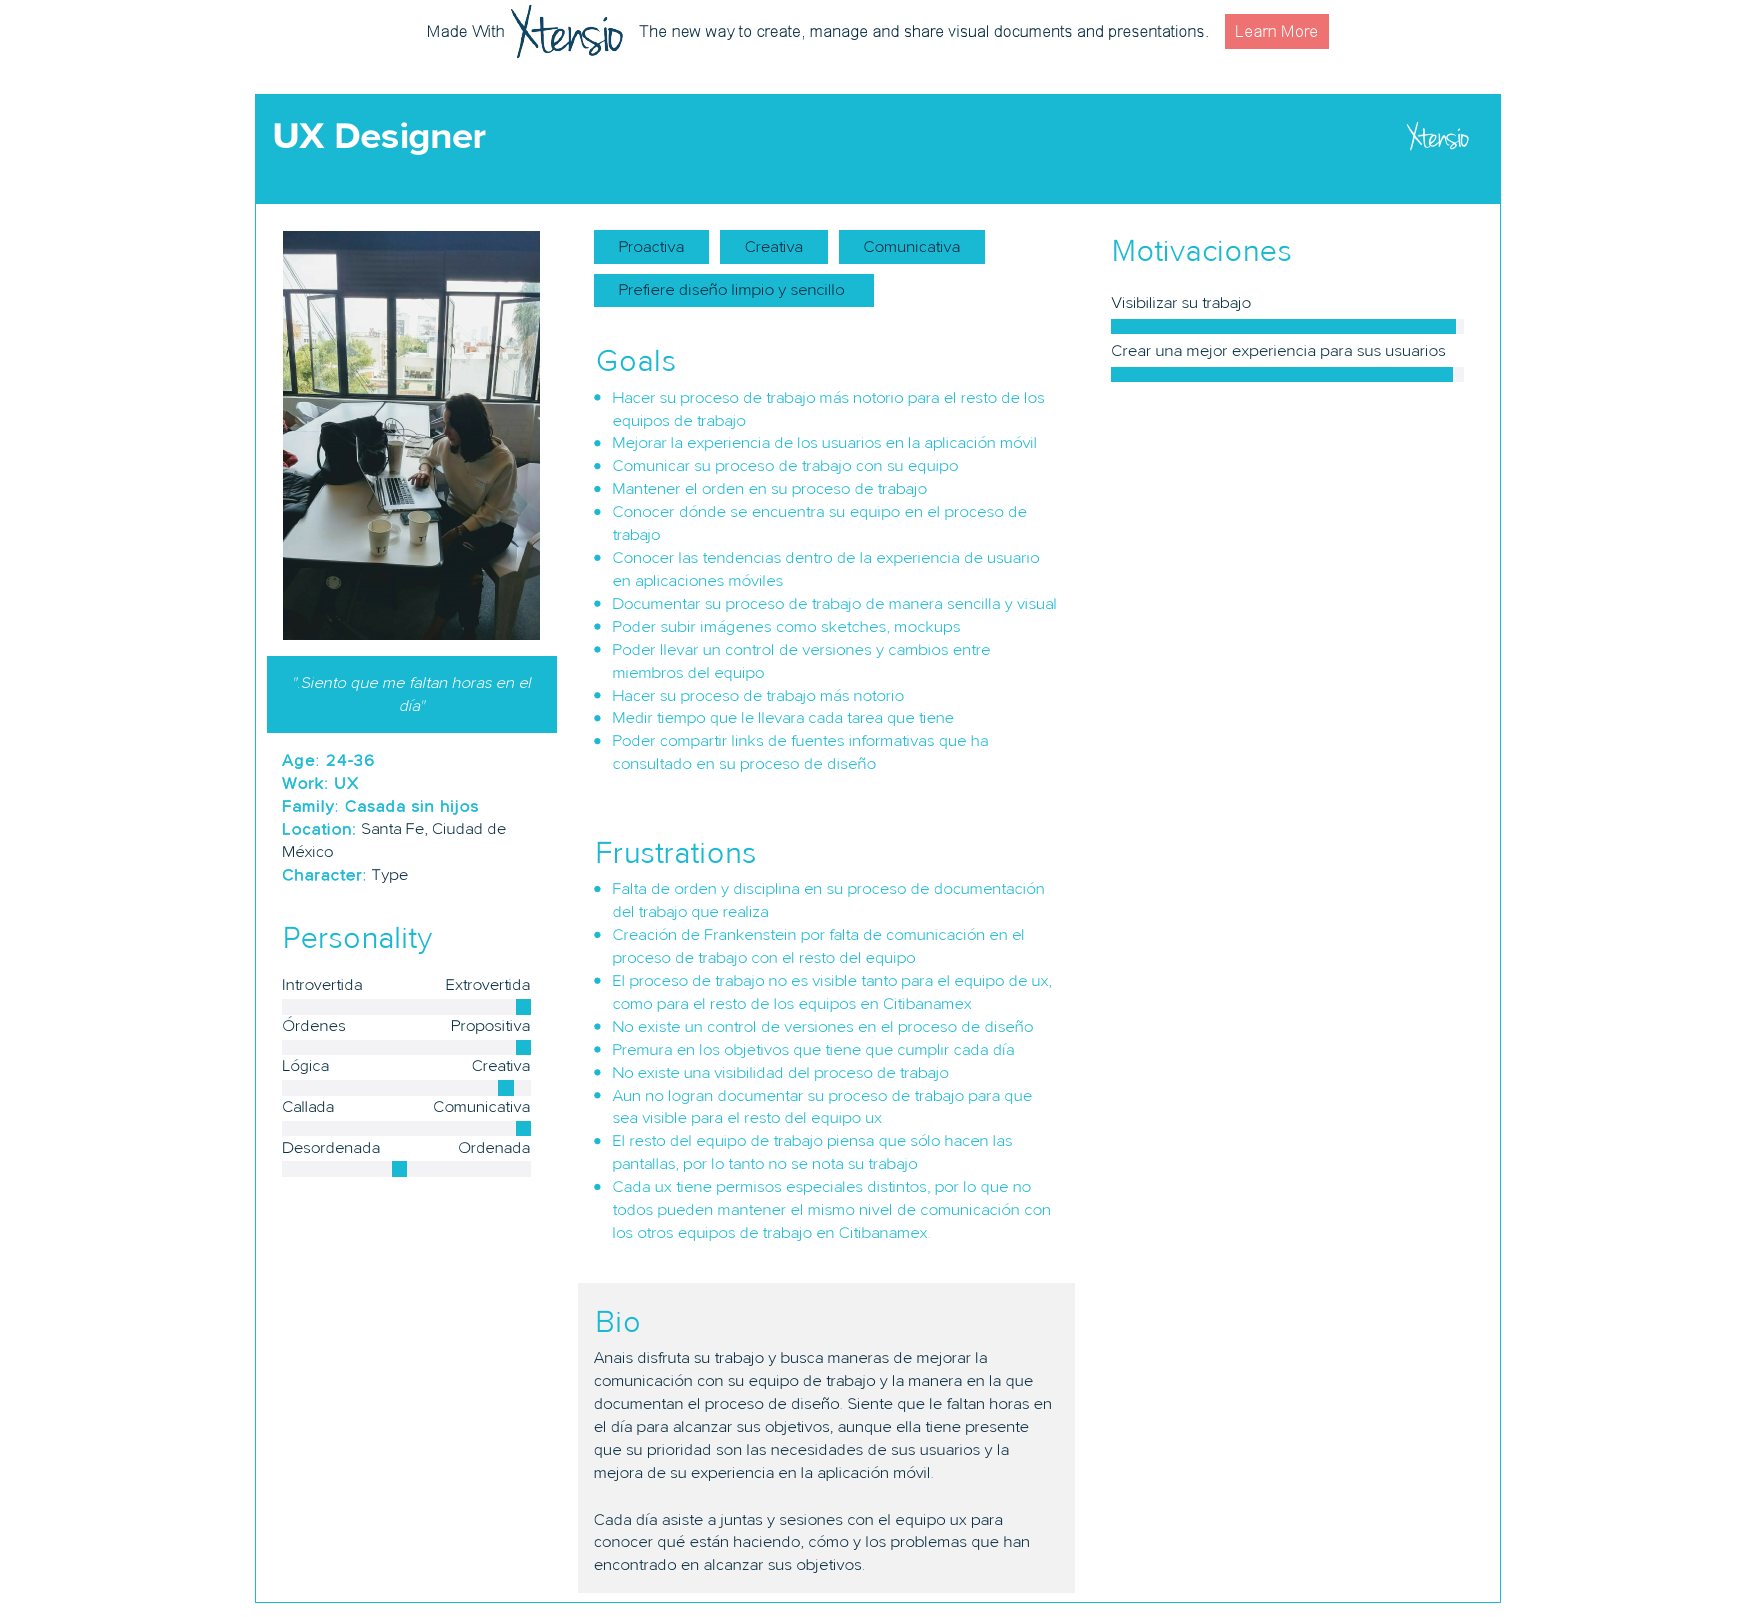 Made With Xtensio The new way to create, manage and share visual documents and presentations. Learn More
UX Designer
Xtensio
" Siento que me faltan horas en el
día"
Age: 24-36
Work: UX
Family: Casada sin hijos
Location: Santa Fe, Ciudad de
México
Character: Type
Personality
Introvertida Extrovertida
Órdenes Propositiva
Lógica Creativa
Callada Comunicativa
Desordenada Ordenada
Proactiva Creativa Comunicativa
Prefiere diseño limpio y sencillo
Goals
Hacer su proceso de trabajo más notorio para el resto de los
equipos de trabajo
Mejorar la experiencia de los usuarios en la aplicación móvil
Comunicar su proceso de trabajo con su equipo
Mantener el orden en su proceso de trabajo
Conocer dónde se encuentra su equipo en el proceso de
trabajo
Conocer las tendencias dentro de la experiencia de usuario
en aplicaciones móviles
Documentar su proceso de trabajo de manera sencilla y visual
Poder subir imágenes como sketches, mockups
Poder llevar un control de versiones y cambios entre
miembros del equipo
Hacer su proceso de trabajo más notorio
Medir tiempo que le llevara cada tarea que tiene
Poder compartir links de fuentes informativas que ha
consultado en su proceso de diseño
Frustrations
Falta de orden y disciplina en su proceso de documentación
del trabajo que realiza
Creación de Frankenstein por falta de comunicación en el
proceso de trabajo con el resto del equipo
El proceso de trabajo no es visible tanto para el equipo de ux,
como para el resto de los equipos en Citibanamex
No existe un control de versiones en el proceso de diseño
Premura en los objetivos que tiene que cumplir cada día
No existe una visibilidad del proceso de trabajo
Aun no logran documentar su proceso de trabajo para que
sea visible para el resto del equipo ux
El resto del equipo de trabajo piensa que sólo hacen las
pantallas, por lo tanto no se nota su trabajo
Cada ux tiene permisos especiales distintos, por lo que no
todos pueden mantener el mismo nivel de comunicación con
los otros equipos de trabajo en Citibanamex.
Bio
Anais disfruta su trabajo y busca maneras de mejorar la
comunicación con su equipo de trabajo y la manera en la que
documentan el proceso de diseño. Siente que le faltan horas en
el día para alcanzar sus objetivos, aunque ella tiene presente
que su prioridad son las necesidades de sus usuarios y la
mejora de su experiencia en la aplicación móvil.
Cada día asiste a juntas y sesiones con el equipo ux para
conocer qué están haciendo, cómo y los problemas que han
encontrado en alcanzar sus objetivos.
Motivaciones
Visibilizar su trabajo
Crear una mejor experiencia para sus usuarios